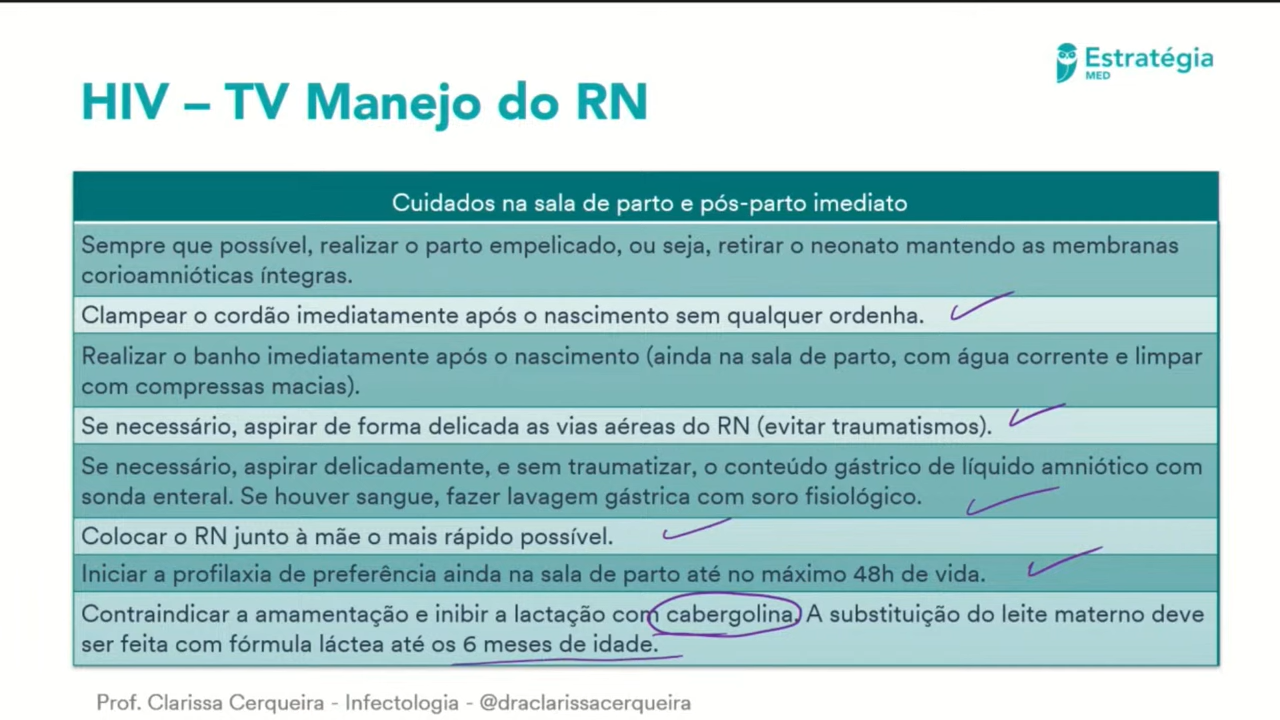 Estratégia
MED
HIV – TV Manejo do RN
Cuidados na sala de parto e pós-parto imediato
Sempre que possível, realizar o parto empelicado, ou seja, retirar o neonato mantendo as membranas
corioamnióticas íntegras.
Clampear o cordão imediatamente após o nascimento sem qualquer ordenha.
Realizar o banho imediatamente após o nascimento (ainda na sala de parto, com água corrente e limpar
com compressas macias).
Se necessário, aspirar de forma delicada as vias aéreas do RN (evitar traumatismos).
Se necessário, aspirar delicadamente, e sem traumatizar, o conteúdo gástrico de líquido amniótico com
sonda enteral. Se houver sangue, fazer lavagem gástrica com soro fisiológico.
Colocar o RN junto à mãe o mais rápido possível.
Iniciar a profilaxia de preferência ainda na sala de parto até no máximo 48h de vida.
Contraindicar a amamentação e inibir a lactação com cabergolina. A substituição do leite materno deve
ser feita com fórmula láctea até os 6 meses de idade.
Prof. Clarissa Cerqueira - Infectologia - @draclarissacerqueira